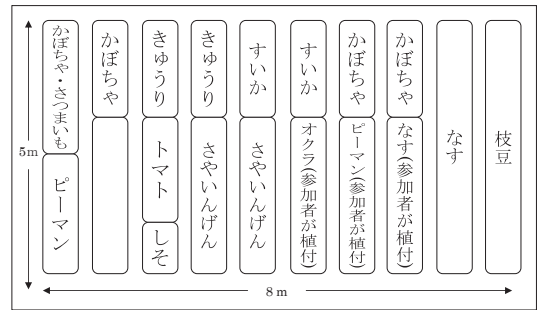 枝豆
なす
かぼちゃ
なす(参加者が植付)
かぼちゃ
ピーマン(参加者が植付)
すいか
オクラ(参加者が植付)
すいか
さやいんげん
きゅうり
さやいんげん
きゅうり
トマト
しそ
かぼちゃ
かぼちゃ・さつまいも
ピーマン
5m
8m